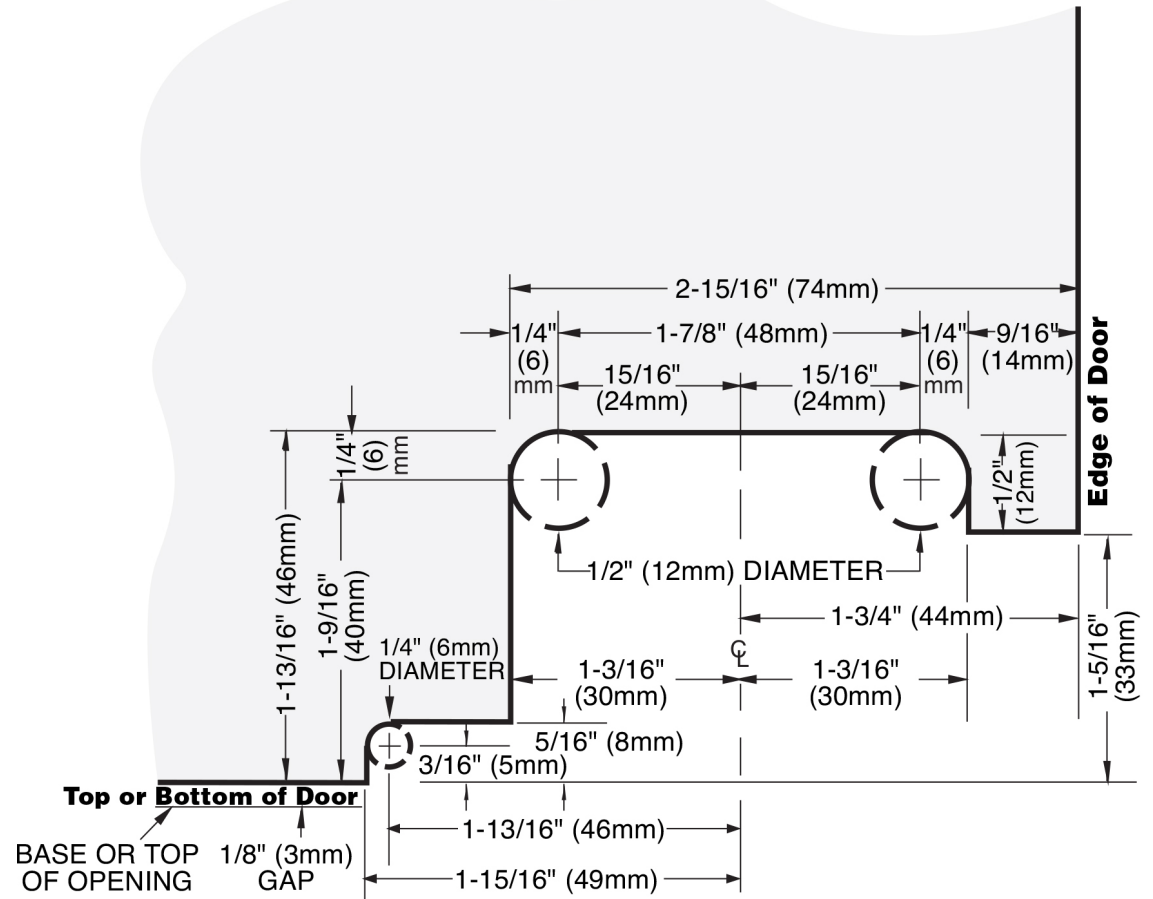 2-15/16" (74mm)
1/4"
(6)
mm
1-7/8" (48mm)
1/4"
(6)
mm
9/16"
(14mm)
15/16"
(24mm)
15/16"
(24mm)
Edge of Door
1/4"
(6)
mm
1/2"
(12mm)
1-13/16" (46mm)
1-9/16"
(40mm)
1/2" (12mm) DIAMETER
1-3/4" (44mm)
1-5/16"
(33mm)
1/4" (6mm)
DIAMETER
℄
1-3/16"
(30mm)
1-3/16"
(30mm)
5/16" (8mm)
3/16" (5mm)
Top or Bottom of Door
1-13/16" (46mm)
BASE OR TOP
OF OPENING
1/8" (3mm)
GAP
1-15/16" (49mm)